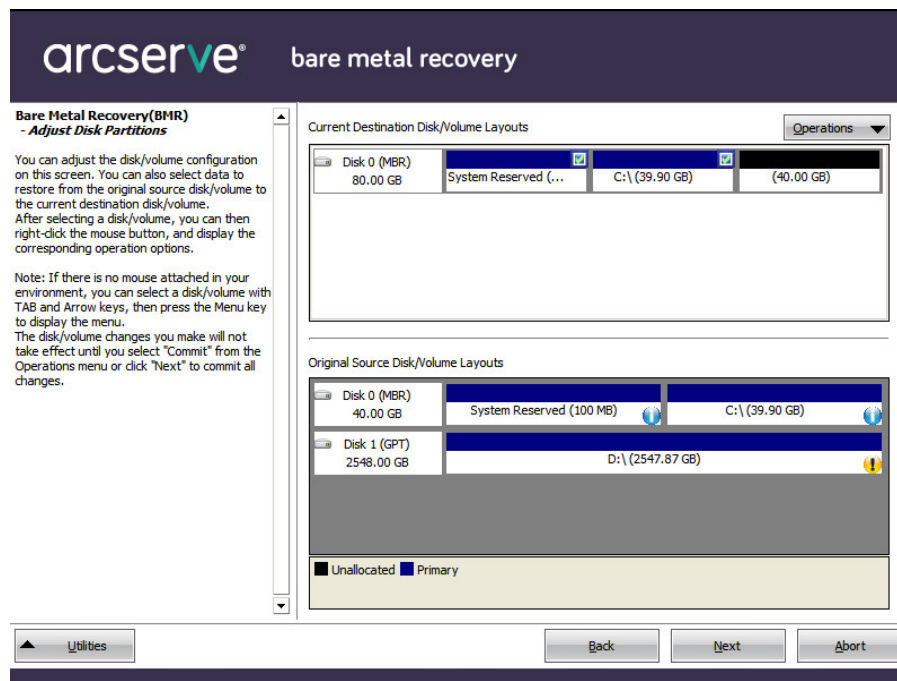 arcserve® bare metal recovery
Bare Metal Recovery(BMR)
- Adjust Disk Partitions
You can adjust the disk/volume configuration
on this screen. You can also select data to
restore from the original source disk/volume to
the current destination disk/volume.
After selecting a disk/volume, you can then
right-click the mouse button, and display the
corresponding operation options.
Note: If there is no mouse attached in your
environment, you can select a disk/volume with
TAB and Arrow keys, then press the Menu key
to display the menu.
The disk/volume changes you make will not
take effect until you select "Commit" from the
Operations menu or click "Next" to commit all
changes.
Current Destination Disk/Volume Layouts
Operations
Disk 0 (MBR)
80.00 GB
System Reserved (...
C:\ (39.90 GB)
(40.00 GB)
Original Source Disk/Volume Layouts
Disk 0 (MBR)
40.00 GB
System Reserved (100 MB)
C:\ (39.90 GB)
Disk 1 (GPT)
2548.00 GB
D:\ (2547.87 GB)
Unallocated Primary
Utilities
Back
Next
Abort